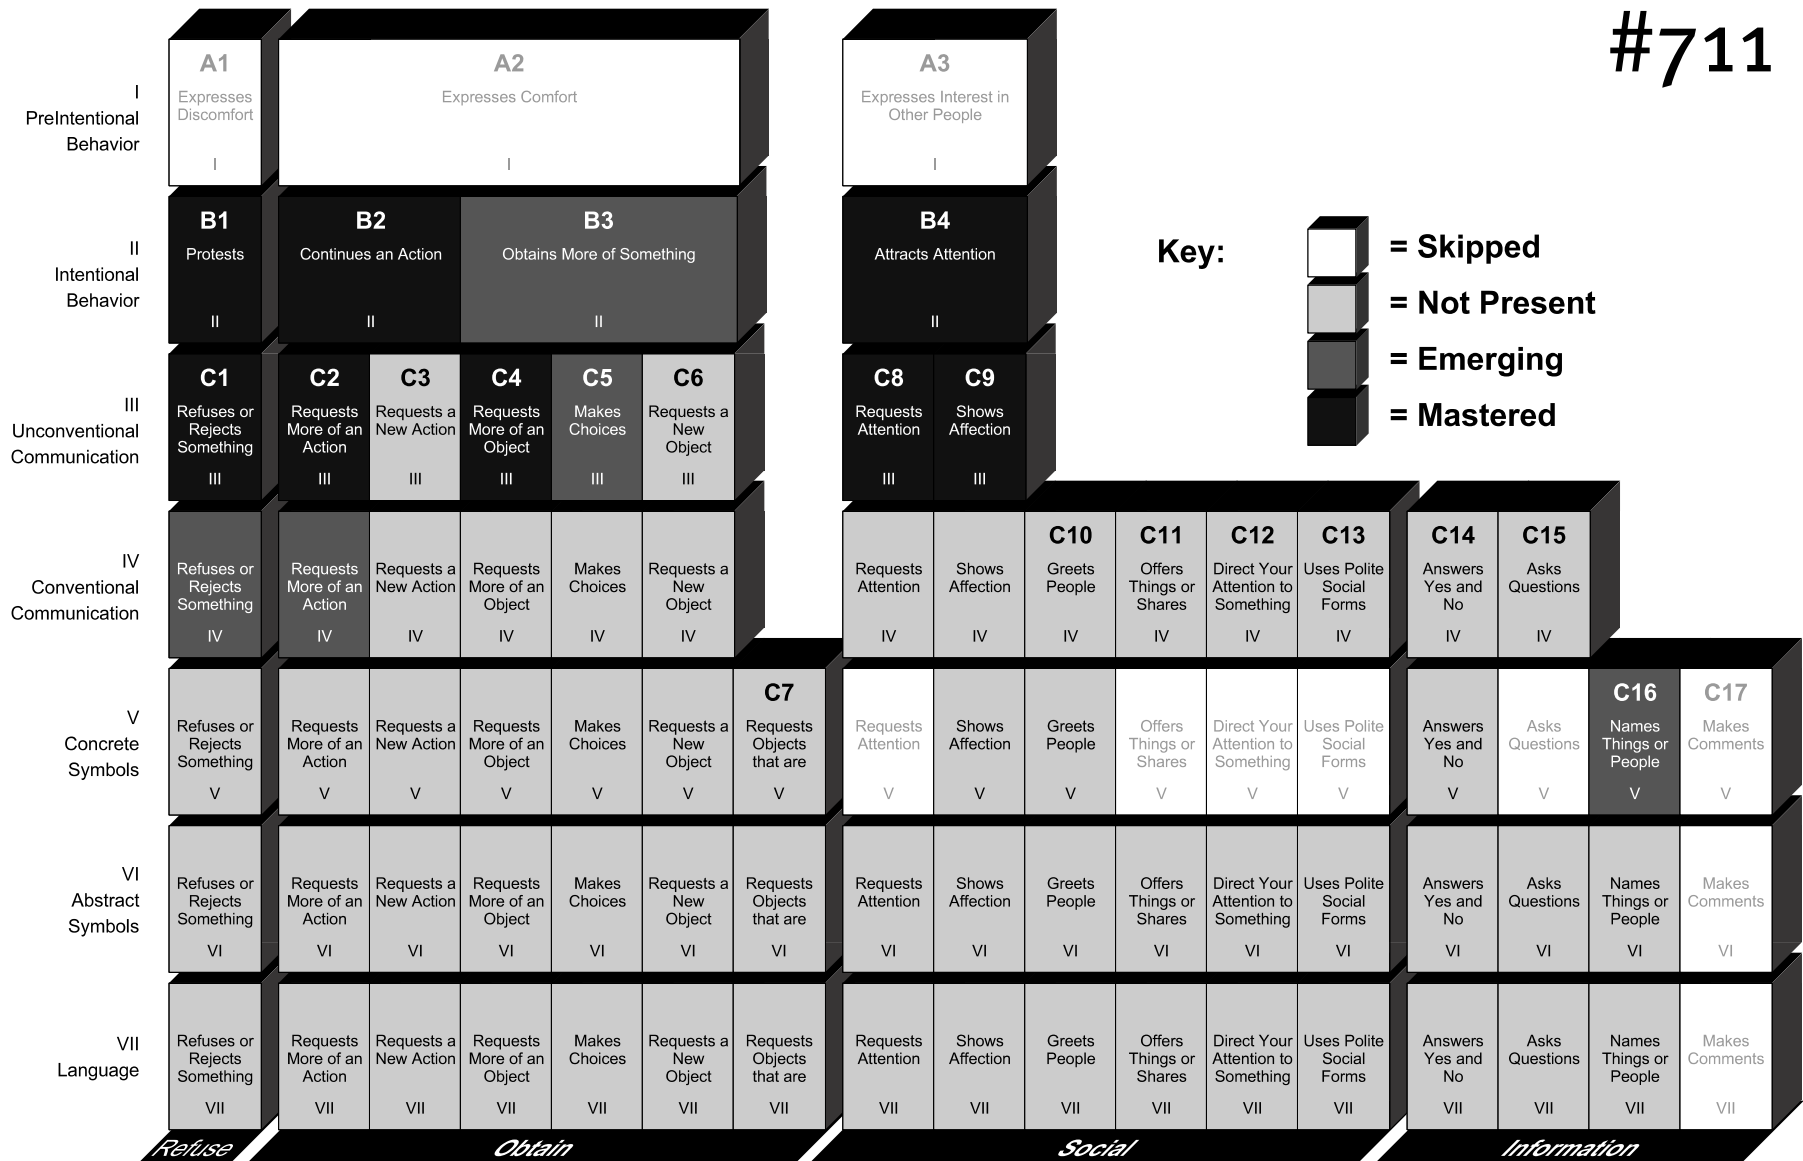 #711
I
PreIntentional
Behavior
A1
Expresses
Discomfort
I
A2
Expresses Comfort
I
A3
Expresses Interest in
Other People
I
II
Intentional
Behavior
B1
Protests
II
B2
Continues an Action
II
B3
Obtains More of Something
II
B4
Attracts Attention
II
Key:
= Skipped
= Not Present
= Emerging
= Mastered
III
Unconventional
Communication
C1
Refuses or
Rejects
Something
III
C2
Requests
More of an
Action
III
C3
Requests a
New Action
III
C4
Requests
More of an
Object
III
C5
Makes
Choices
III
C6
Requests a
New
Object
III
C8
Requests
Attention
III
C9
Shows
Affection
III
IV
Conventional
Communication
Refuses or
Rejects
Something
IV
Requests
More of an
Action
IV
Requests a
New Action
IV
Requests
More of an
Object
IV
Makes
Choices
IV
Requests a
New
Object
IV
Requests
Attention
IV
Shows
Affection
IV
C10
Greets
People
IV
C11
Offers
Things or
Shares
IV
C12
Direct Your
Attention to
Something
IV
C13
Uses Polite
Social
Forms
IV
C14
Answers
Yes and
No
IV
C15
Asks
Questions
IV
V
Concrete
Symbols
Refuses or
Rejects
Something
V
Requests
More of an
Action
V
Requests a
New Action
V
Requests
More of an
Object
V
Makes
Choices
V
Requests a
New
Object
V
C7
Requests
Objects
that are
V
Requests
Attention
V
Shows
Affection
V
Greets
People
V
Offers
Things or
Shares
V
Direct Your
Attention to
Something
V
Uses Polite
Social
Forms
V
Answers
Yes and
No
V
Asks
Questions
V
C16
Names
Things or
People
V
C17
Makes
Comments
V
VI
Abstract
Symbols
Refuses or
Rejects
Something
VI
Requests
More of an
Action
VI
Requests a
New Action
VI
Requests
More of an
Object
VI
Makes
Choices
VI
Requests a
New
Object
VI
Requests
Objects
that are
VI
Requests
Attention
VI
Shows
Affection
VI
Greets
People
VI
Offers
Things or
Shares
VI
Direct Your
Attention to
Something
VI
Uses Polite
Social
Forms
VI
Answers
Yes and
No
VI
Asks
Questions
VI
Names
Things or
People
VI
Makes
Comments
VI
VII
Language
Refuses or
Rejects
Something
VII
Requests
More of an
Action
VII
Requests a
New Action
VII
Requests
More of an
Object
VII
Makes
Choices
VII
Requests a
New
Object
VII
Requests
Objects
that are
VII
Requests
Attention
VII
Shows
Affection
VII
Greets
People
VII
Offers
Things or
Shares
VII
Direct Your
Attention to
Something
VII
Uses Polite
Social
Forms
VII
Answers
Yes and
No
VII
Asks
Questions
VII
Names
Things or
People
VII
Makes
Comments
VII
Refuse
Obtain
Social
Information